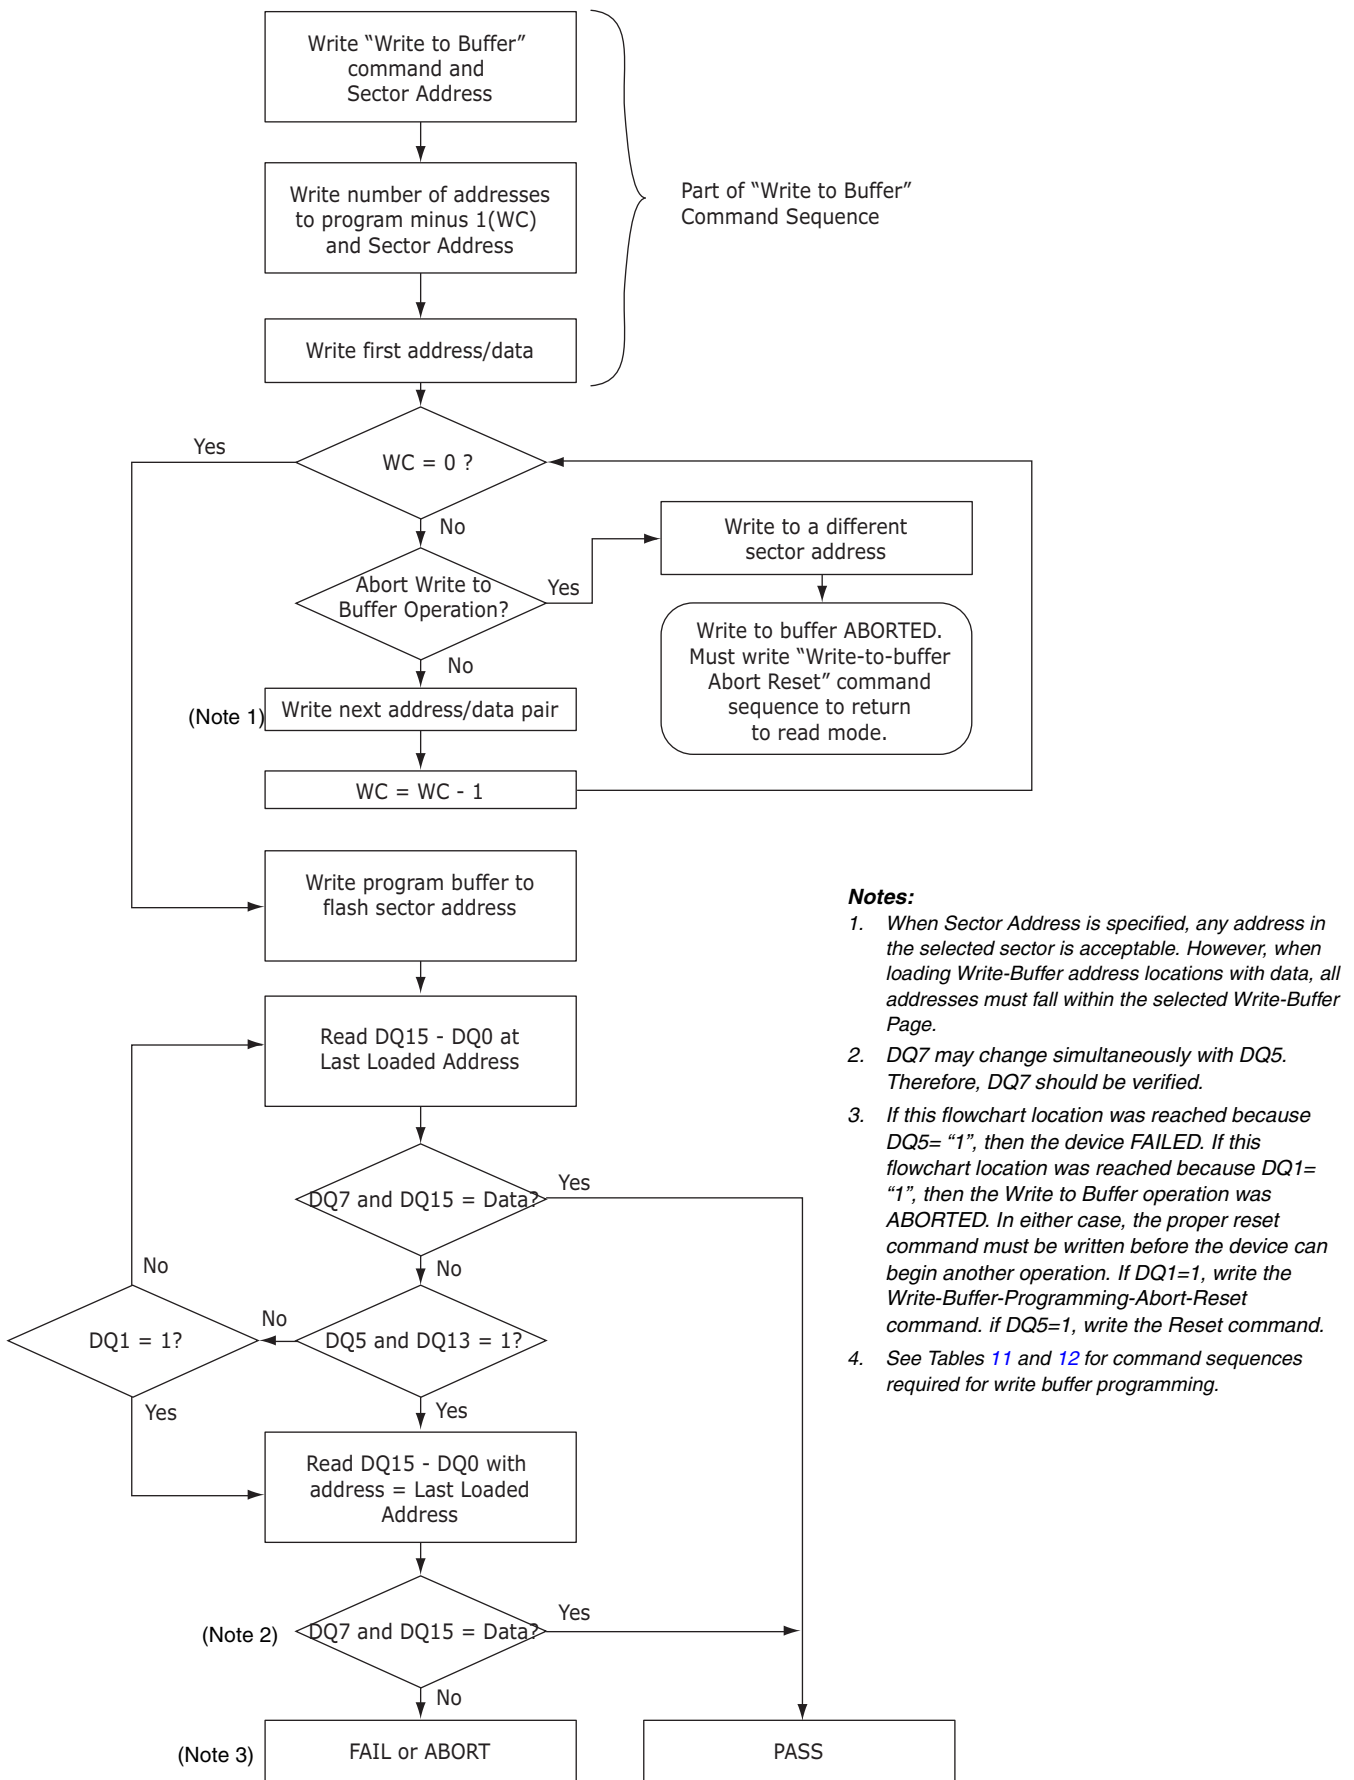 Write “Write to Buffer”
command and
Sector Address
Write number of addresses
to program minus 1(WC)
and Sector Address
Part of “Write to Buffer”
Command Sequence
Write first address/data
Yes
WC = 0 ?
No
Write to a different
sector address
Abort Write to
Buffer Operation?
Yes
Write to buffer ABORTED.
Must write “Write-to-buffer
Abort Reset” command
sequence to return
to read mode.
No
(Note 1)
Write next address/data pair
WC = WC - 1
Write program buffer to
flash sector address
Read DQ15 - DQ0 at
Last Loaded Address
DQ7 and DQ15 = Data?
Yes
No
No
DQ1 = 1?
No
DQ5 and DQ13 = 1?
Yes
Yes
Read DQ15 - DQ0 with
address = Last Loaded
Address
(Note 2)
DQ7 and DQ15 = Data?
Yes
No
(Note 3)
FAIL or ABORT
PASS
Notes:
1. When Sector Address is specified, any address in
the selected sector is acceptable. However, when
loading Write-Buffer address locations with data, all
addresses must fall within the selected Write-Buffer
Page.
2. DQ7 may change simultaneously with DQ5.
Therefore, DQ7 should be verified.
3. If this flowchart location was reached because
DQ5= “1”, then the device FAILED. If this
flowchart location was reached because DQ1=
“1”, then the Write to Buffer operation was
ABORTED. In either case, the proper reset
command must be written before the device can
begin another operation. If DQ1=1, write the
Write-Buffer-Programming-Abort-Reset
command. if DQ5=1, write the Reset command.
4. See Tables 11 and 12 for command sequences
required for write buffer programming.